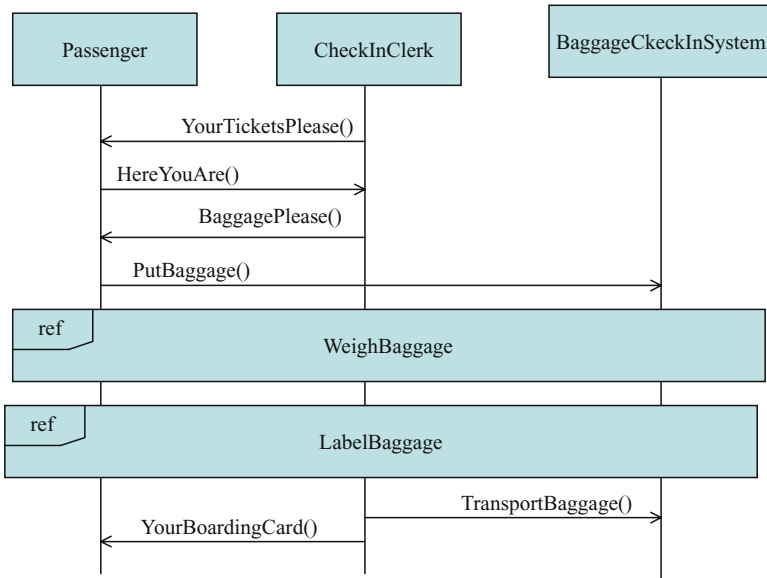 Passenger
CheckInClerk
BaggageCkeckInSystem
YourTicketsPlease()
HereYouAre()
BaggagePlease()
PutBaggage()
ref
WeighBaggage
ref
LabelBaggage
TransportBaggage()
YourBoardingCard()